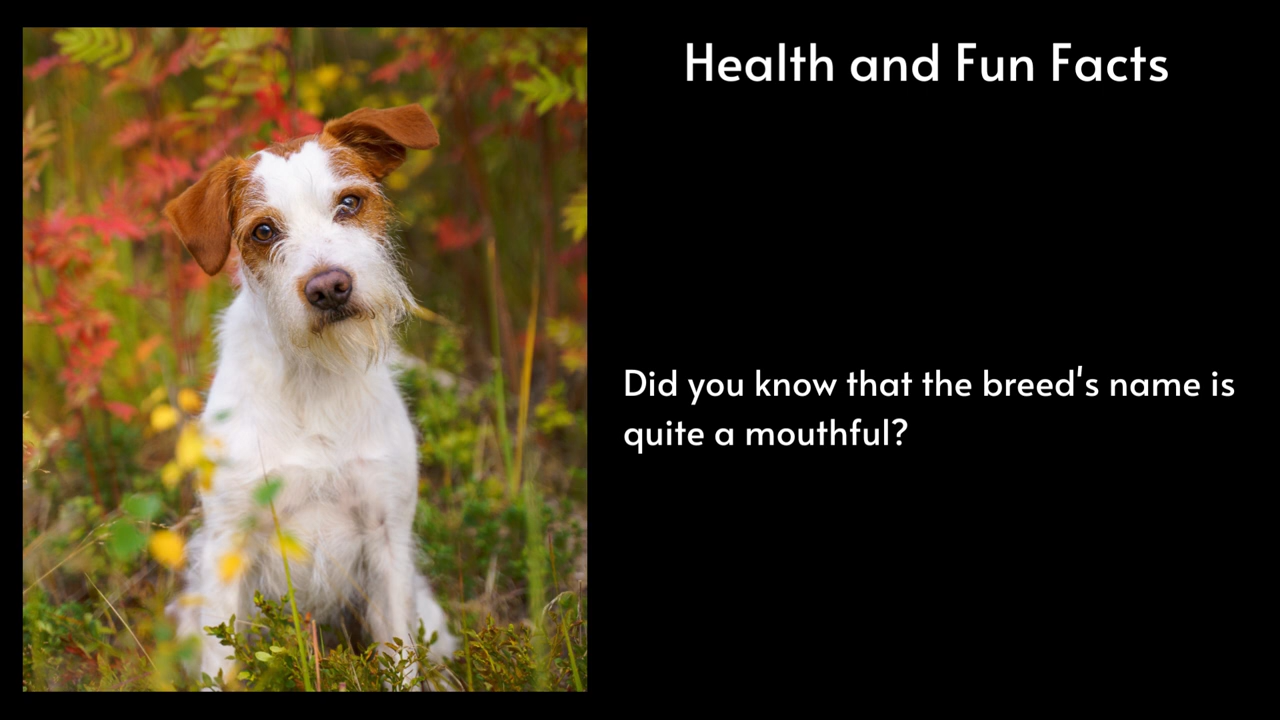 Health and Fun Facts
Did you know that the breed's name is
quite a mouthful?